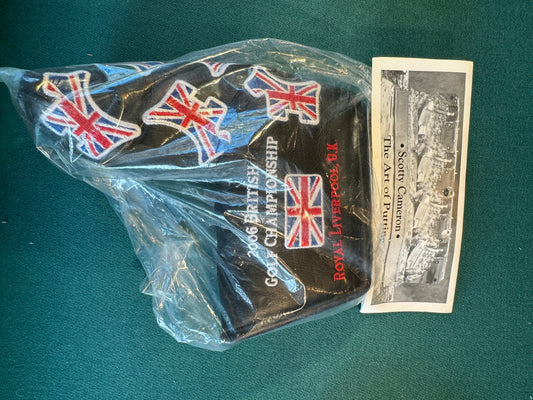 2006 BRITISH
GOLF CHAMPIONSHIP
ROYAL LIVERPOOL U.K
• Scotty Cameron •
The Art of Putting